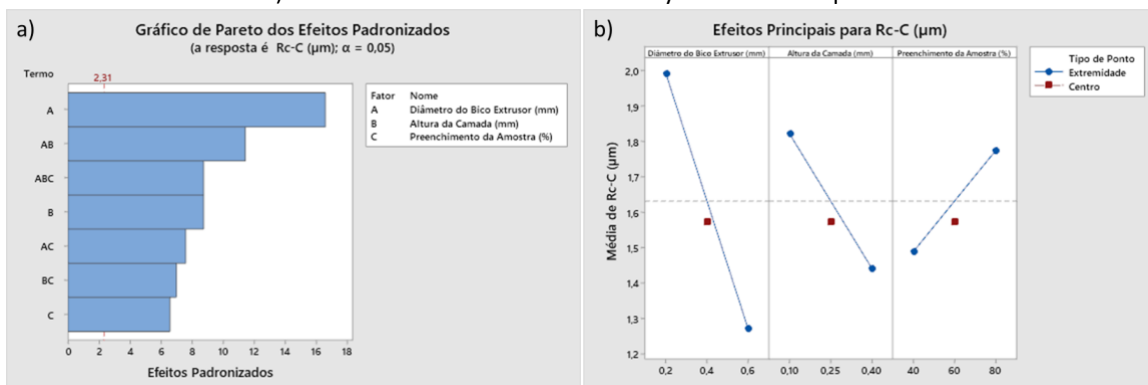 a)
Gráfico de Pareto dos Efeitos Padronizados
(a resposta é Rc-C (µm); α = 0,05)
Termo
2,31
A
AB
ABC
B
AC
BC
C
0 2 4 6 8 10 12 14 16 18
Efeitos Padronizados
Fator Nome
A Diâmetro do Bico Extrusor (mm)
B Altura da Camada (mm)
C Preenchimento da Amostra (%)
b)
Efeitos Principais para Rc-C (µm)
Diâmetro do Bico Extrusor (mm) Altura da Camada (mm) Preenchimento da Amostra (%)
Tipo de Ponto
Extremidade
Centro
Média de Rc-C (µm)
2,0
1,9
1,8
1,7
1,6
1,5
1,4
1,3
1,2
0,2 0,4 0,6 0,10 0,25 0,40 40 60 80